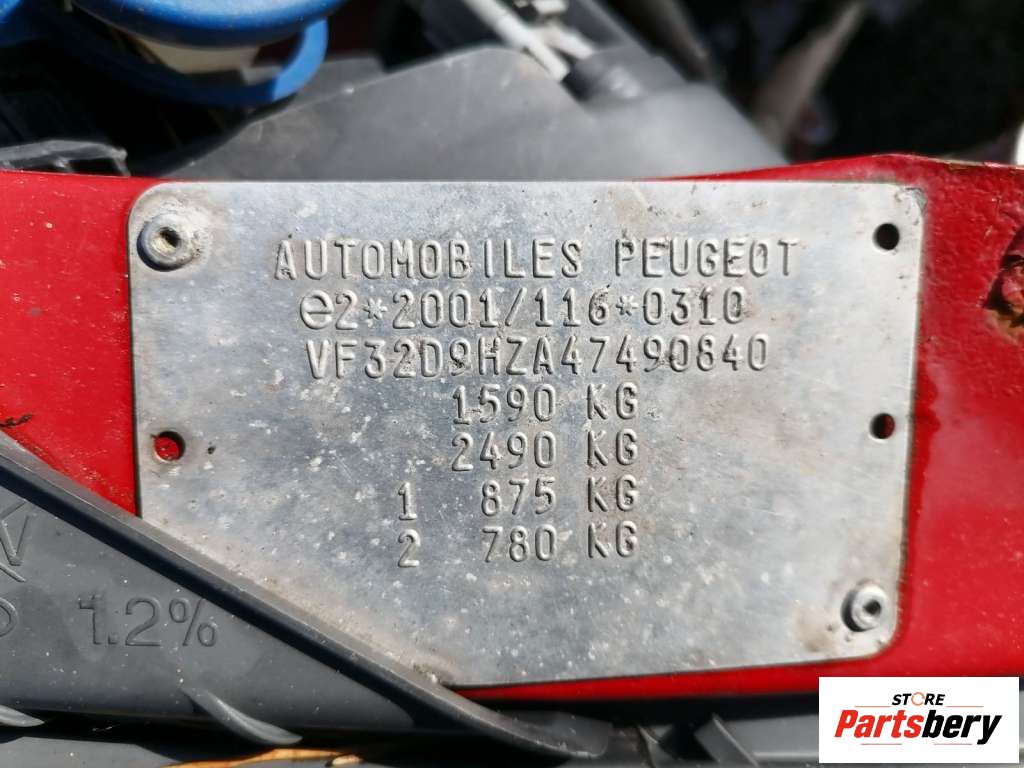 AUTOMOBILES PEUGEOT
e2*2001/116*0310
VF32D9HZA47490840
1590 KG
2490 KG
1 875 KG
2 780 KG
1.2%
STORE
Partsbery